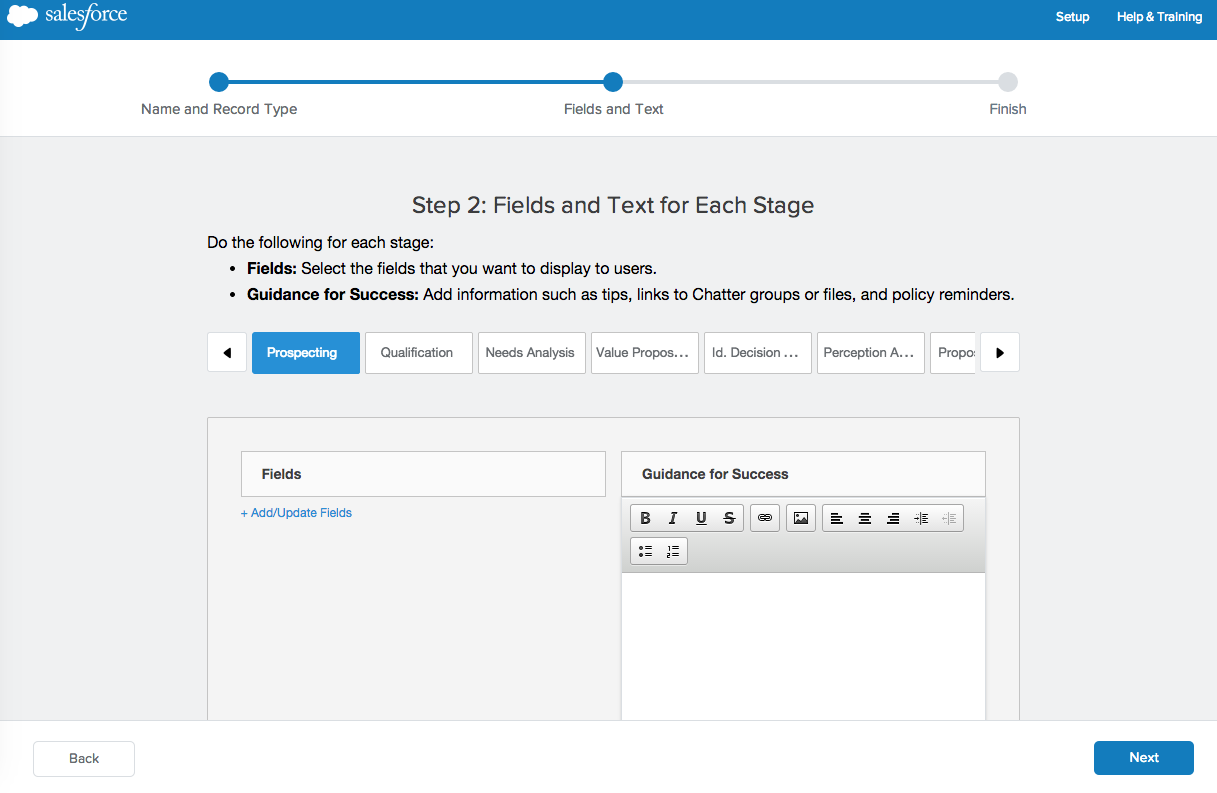 salesforce
Setup
Help & Training
Name and Record Type
Fields and Text
Finish
Step 2: Fields and Text for Each Stage
Do the following for each stage:
• Fields: Select the fields that you want to display to users.
• Guidance for Success: Add information such as tips, links to Chatter groups or files, and policy reminders.
Prospecting
Qualification
Needs Analysis
Value Propos...
Id. Decision ...
Perception A...
Propo
Fields
Guidance for Success
+ Add/Update Fields
B I U S
Back
Next